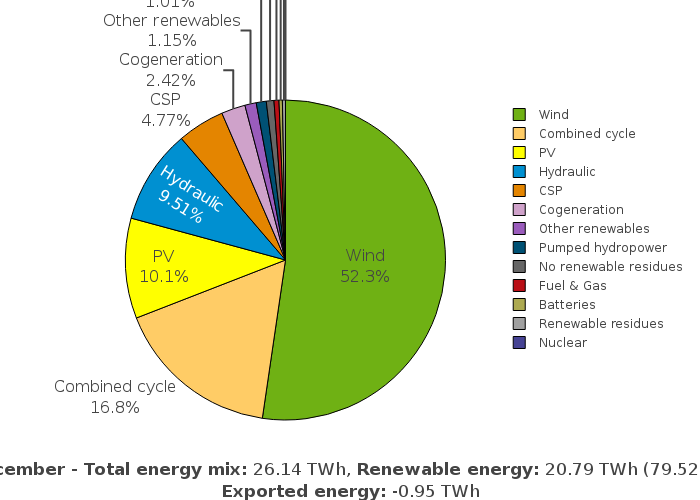 1.01%
Other renewables
1.15%
Cogeneration
2.42%
CSP
4.77%
Hydraulic
9.51%
PV
10.1%
Wind
52.3%
Combined cycle
16.8%
Wind
Combined cycle
PV
Hydraulic
CSP
Cogeneration
Other renewables
Pumped hydropower
No renewable residues
Fuel & Gas
Batteries
Renewable residues
Nuclear
cember - Total energy mix: 26.14 TWh, Renewable energy: 20.79 TWh (79.52
Exported energy: -0.95 TWh